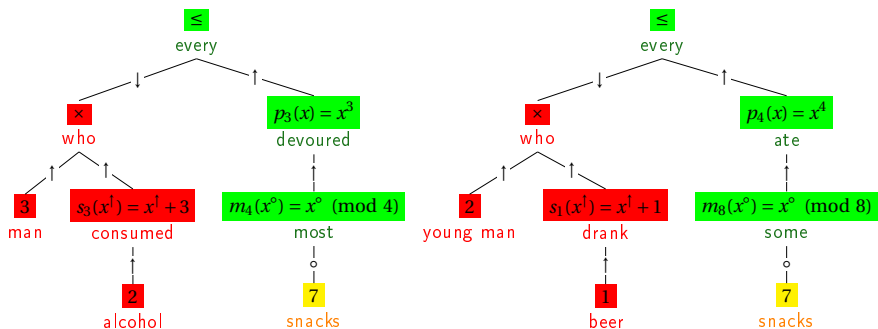 ≤ ≤
every every
↓ ↑ ↓ ↑
× p₃(x) = x³ × p₄(x) = x⁴
who devoured who ate
↑ ↑ ↑ ↑ ↑ ↑
3 s₃(x↑) = x↑ + 3 m₄(x°) = x° (mod 4) 2 s₁(x↑) = x↑ + 1 m₈(x°) = x° (mod 8)
man consumed most young man drank some
↑ ∘ ↑ ∘
2 7 1 7
alcohol snacks beer snacks